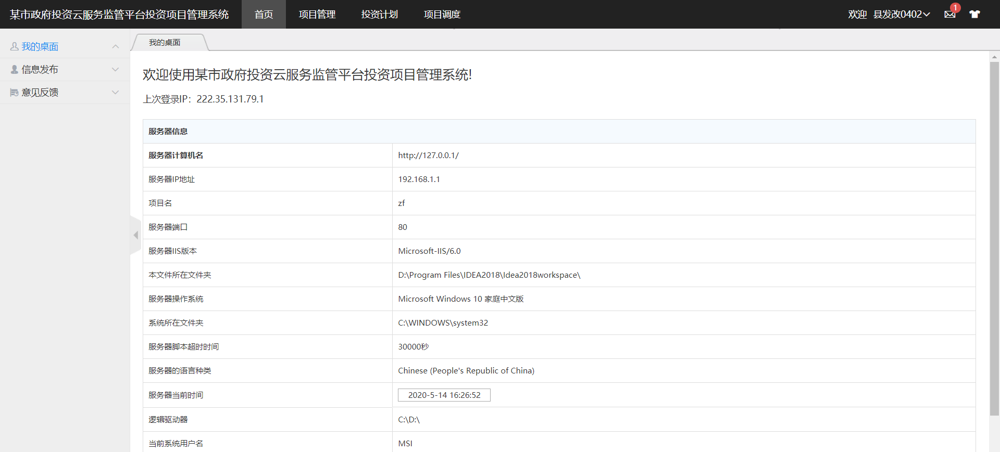 某市政府投资云服务监管平台投资项目管理系统 首页 项目管理 投资计划 项目调度 欢迎 县发改0402 1
我的桌面
信息发布
意见反馈
我的桌面
欢迎使用某市政府投资云服务监管平台投资项目管理系统!
上次登录IP：222.35.131.79.1
服务器信息
服务器计算机名 http://127.0.0.1/
服务器IP地址 192.168.1.1
项目名 zf
服务器端口 80
服务器IIS版本 Microsoft-IIS/6.0
本文件所在文件夹 D:\Program Files\IDEA2018\Idea2018workspace\
服务器操作系统 Microsoft Windows 10 家庭中文版
系统所在文件夹 C:\WINDOWS\system32
服务器脚本超时时间 30000秒
服务器的语言种类 Chinese (People's Republic of China)
服务器当前时间 2020-5-14 16:26:52
逻辑驱动器 C:\D:\
当前系统用户名 MSI